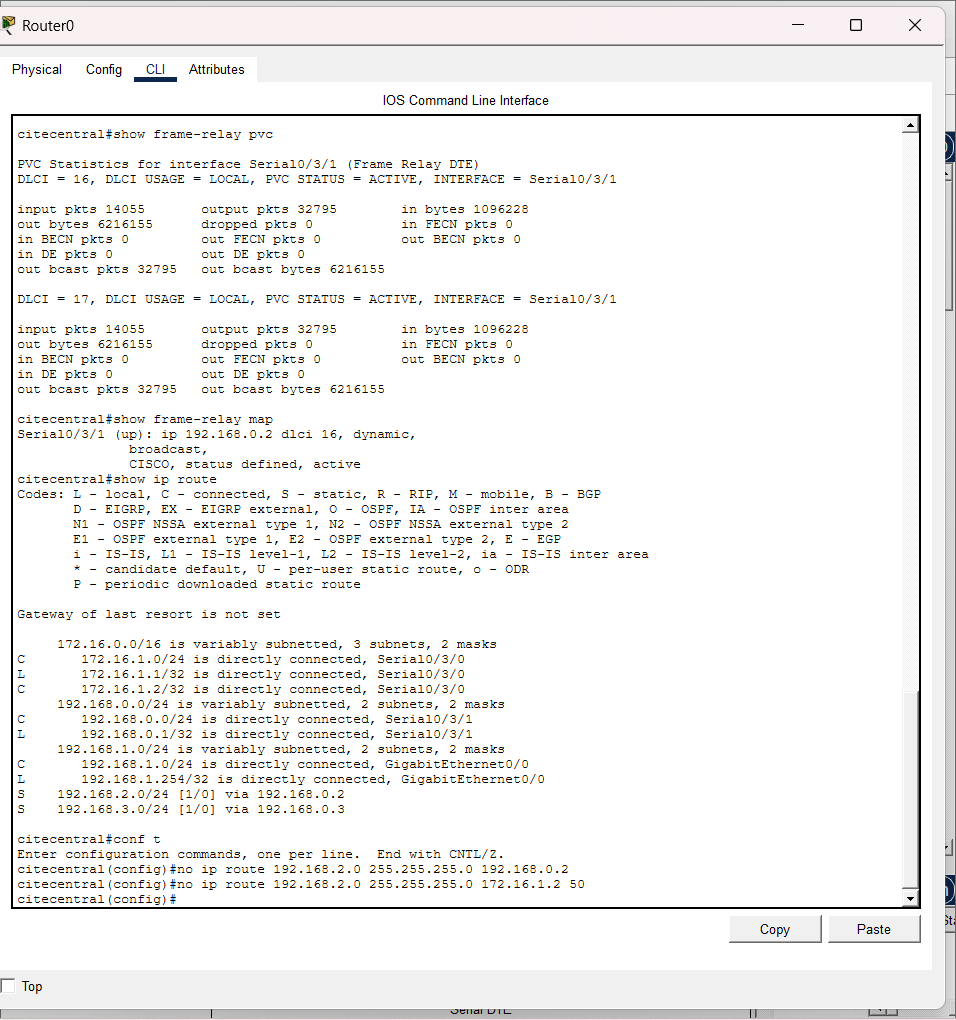 Router0
Physical Config CLI Attributes
IOS Command Line Interface
citecentral#show frame-relay pvc
PVC Statistics for interface Serial0/3/1 (Frame Relay DTE)
DLCI = 16, DLCI USAGE = LOCAL, PVC STATUS = ACTIVE, INTERFACE = Serial0/3/1
input pkts 14055 output pkts 32795 in bytes 1096228
out bytes 6216155 dropped pkts 0 in FECN pkts 0
in BECN pkts 0 out FECN pkts 0 out BECN pkts 0
in DE pkts 0 out DE pkts 0
out bcast pkts 32795 out bcast bytes 6216155
DLCI = 17, DLCI USAGE = LOCAL, PVC STATUS = ACTIVE, INTERFACE = Serial0/3/1
input pkts 14055 output pkts 32795 in bytes 1096228
out bytes 6216155 dropped pkts 0 in FECN pkts 0
in BECN pkts 0 out FECN pkts 0 out BECN pkts 0
in DE pkts 0 out DE pkts 0
out bcast pkts 32795 out bcast bytes 6216155
citecentral#show frame-relay map
Serial0/3/1 (up): ip 192.168.0.2 dlci 16, dynamic,
broadcast,
CISCO, status defined, active
citecentral#show ip route
Codes: L - local, C - connected, S - static, R - RIP, M - mobile, B - BGP
D - EIGRP, EX - EIGRP external, O - OSPF, IA - OSPF inter area
N1 - OSPF NSSA external type 1, N2 - OSPF NSSA external type 2
E1 - OSPF external type 1, E2 - OSPF external type 2, E - EGP
i - IS-IS, L1 - IS-IS level-1, L2 - IS-IS level-2, ia - IS-IS inter area
* - candidate default, U - per-user static route, o - ODR
P - periodic downloaded static route
Gateway of last resort is not set
172.16.0.0/16 is variably subnetted, 3 subnets, 2 masks
C 172.16.1.0/24 is directly connected, Serial0/3/0
L 172.16.1.1/32 is directly connected, Serial0/3/0
C 172.16.1.2/32 is directly connected, Serial0/3/0
192.168.0.0/24 is variably subnetted, 2 subnets, 2 masks
C 192.168.0.0/24 is directly connected, Serial0/3/1
L 192.168.0.1/32 is directly connected, Serial0/3/1
192.168.1.0/24 is variably subnetted, 2 subnets, 2 masks
C 192.168.1.0/24 is directly connected, GigabitEthernet0/0
L 192.168.1.254/32 is directly connected, GigabitEthernet0/0
S 192.168.2.0/24 [1/0] via 192.168.0.2
S 192.168.3.0/24 [1/0] via 192.168.0.3
citecentral#conf t
Enter configuration commands, one per line. End with CNTL/Z.
citecentral(config)#no ip route 192.168.2.0 255.255.255.0 192.168.0.2
citecentral(config)#no ip route 192.168.2.0 255.255.255.0 172.16.1.2 50
citecentral(config)#
Copy Paste
Top
Serial DTE